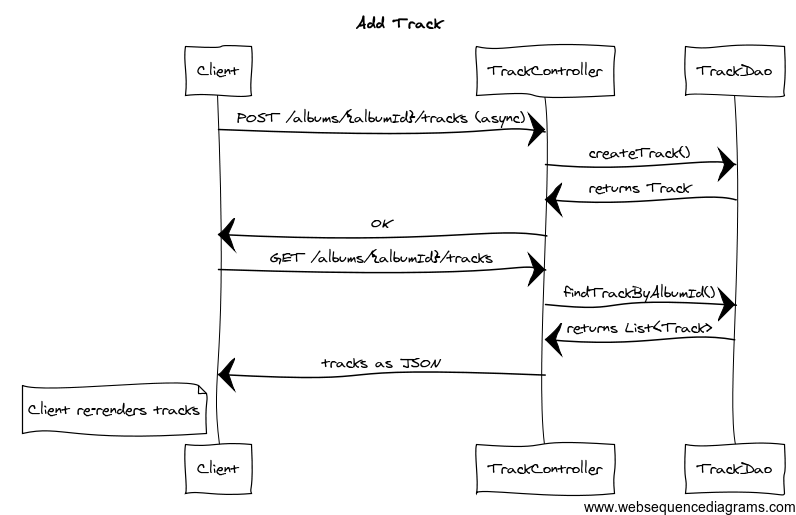 Add Track
Client TrackController TrackDao
POST /albums/{albumId}/tracks (async)
createTrack()
returns Track
OK
GET /albums/{albumId}/tracks
findTrackByAlbumId()
returns List<Track>
tracks as JSON
Client re-renders tracks
Client TrackController TrackDao
www.websequencediagrams.com